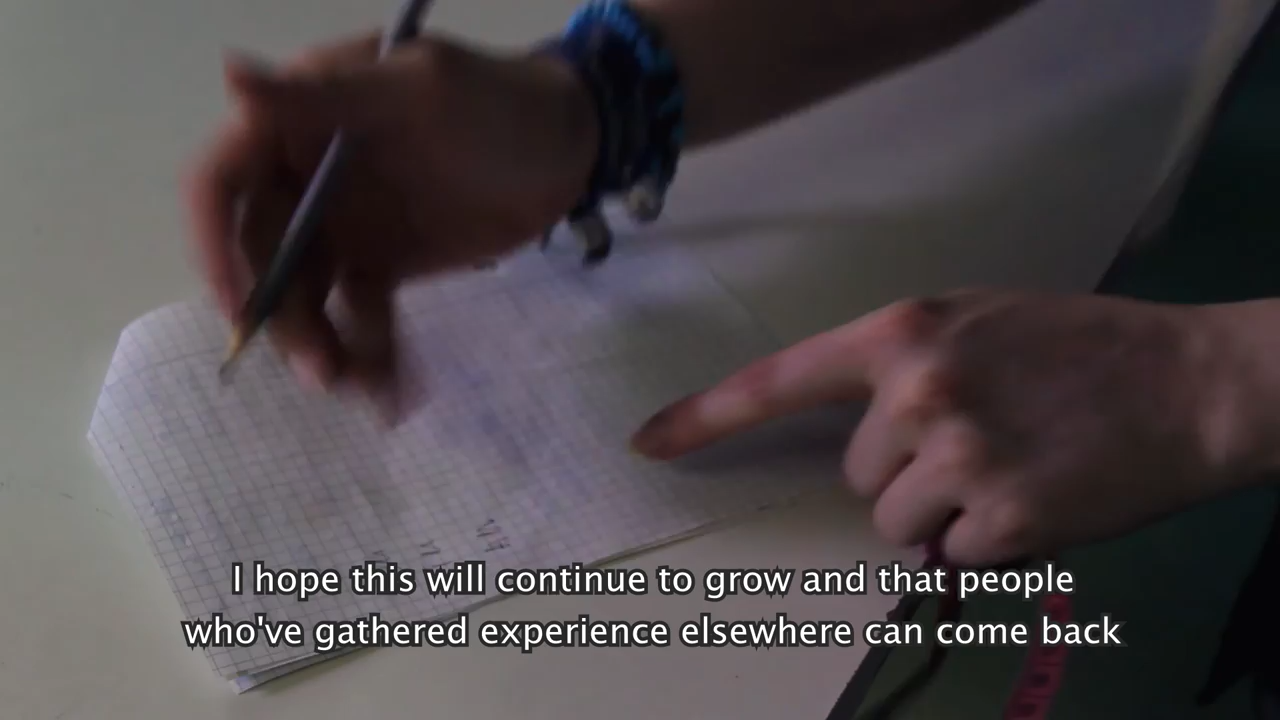 I hope this will continue to grow and that people
who've gathered experience elsewhere can come back